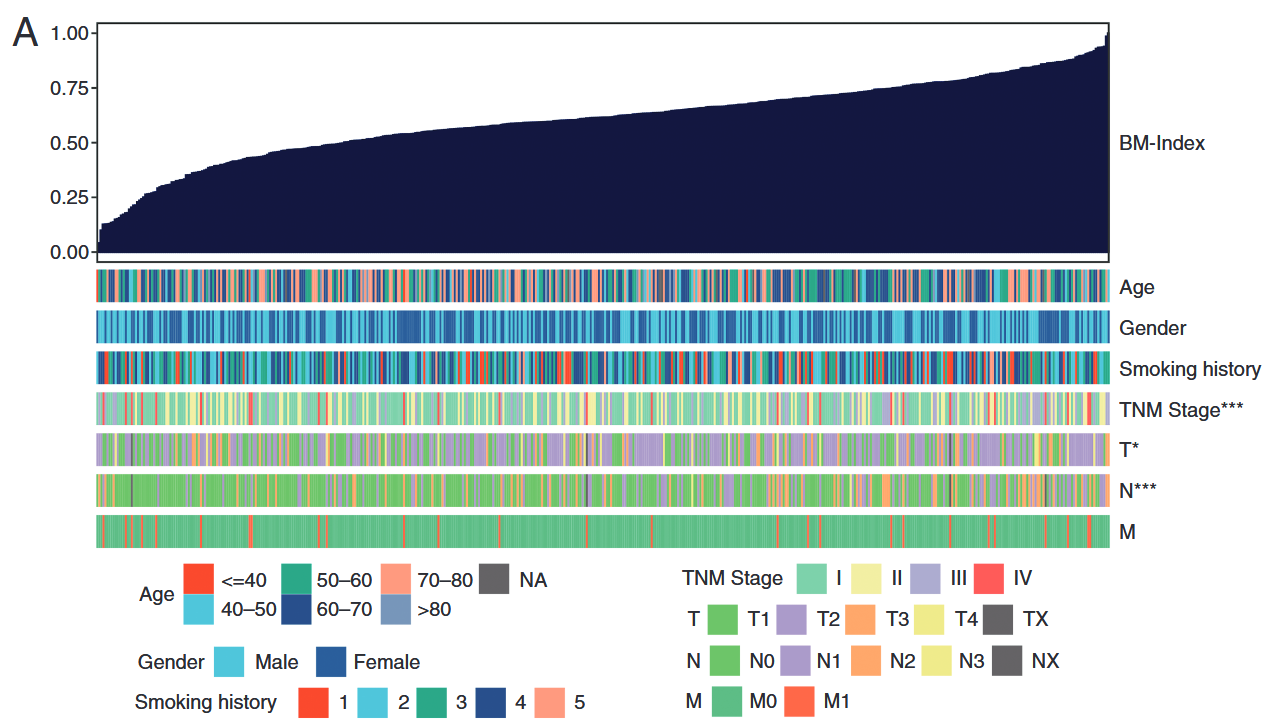 A
1.00
0.75
0.50
0.25
0.00
BM-Index
Age
Gender
Smoking history
TNM Stage***
T*
N***
M
Age <=40 50–60 70–80 NA
40–50 60–70 >80
Gender Male Female
Smoking history 1 2 3 4 5
TNM Stage I II III IV
T T1 T2 T3 T4 TX
N N0 N1 N2 N3 NX
M M0 M1